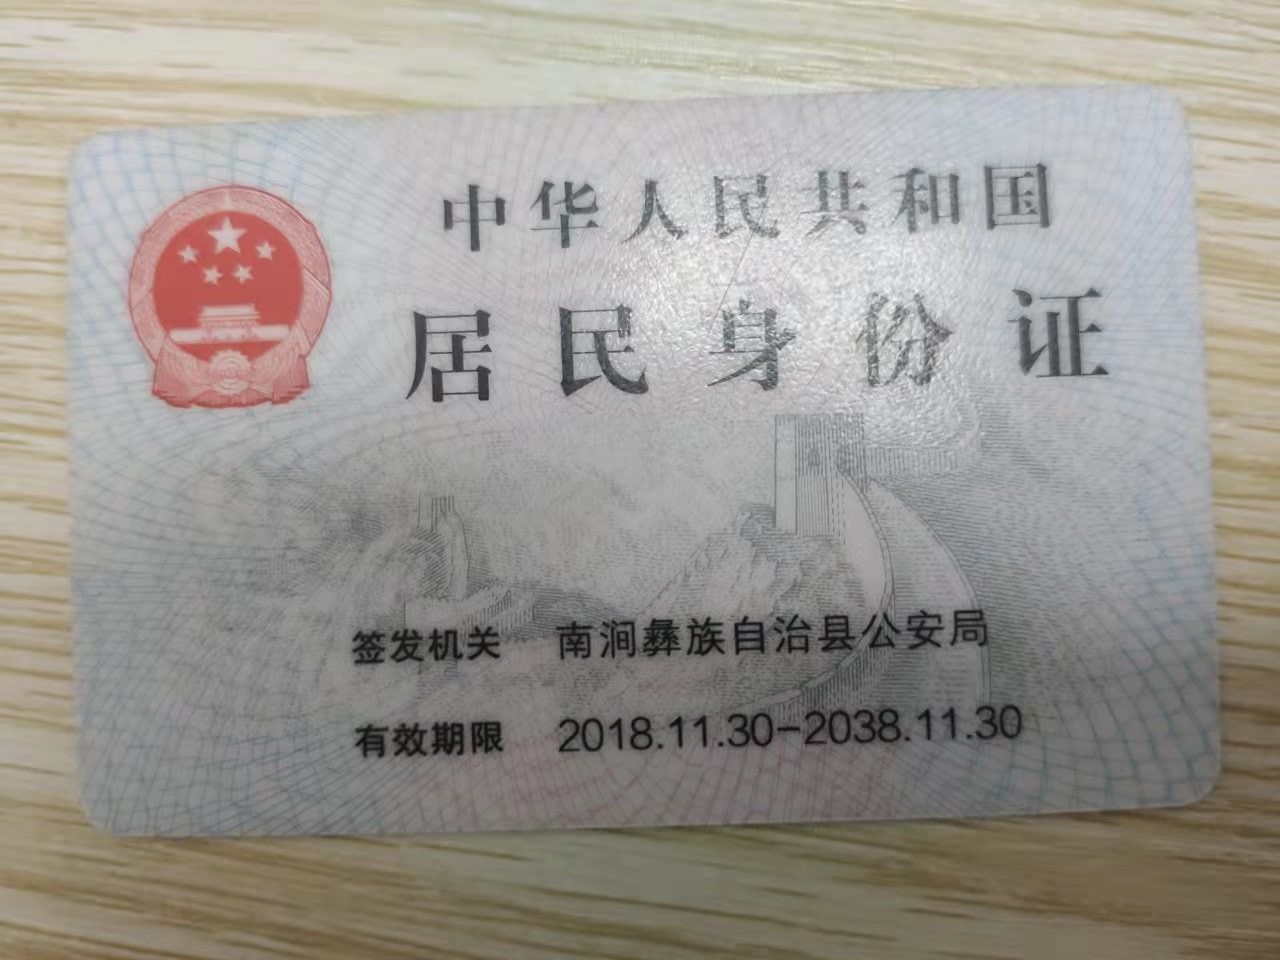 中华人民共和国
居民身份证
签发机关 南涧彝族自治县公安局
有效期限 2018.11.30-2038.11.30